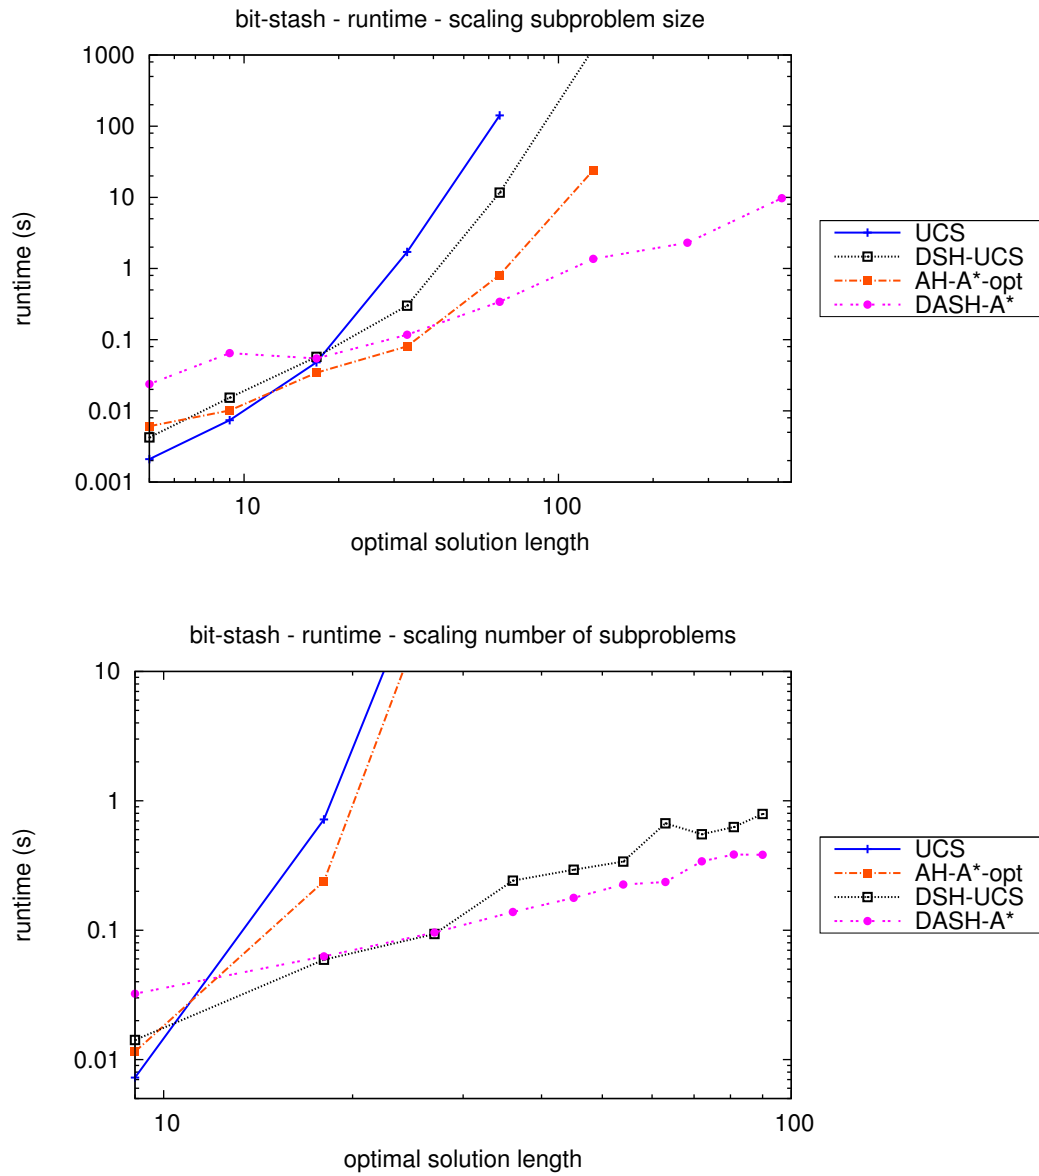 bit-stash - runtime - scaling subproblem size
1000
100
10
1
0.1
0.01
0.001
runtime (s)
10 100
optimal solution length
UCS
DSH-UCS
AH-A*-opt
DASH-A*
bit-stash - runtime - scaling number of subproblems
10
1
0.1
0.01
runtime (s)
10 100
optimal solution length
UCS
AH-A*-opt
DSH-UCS
DASH-A*